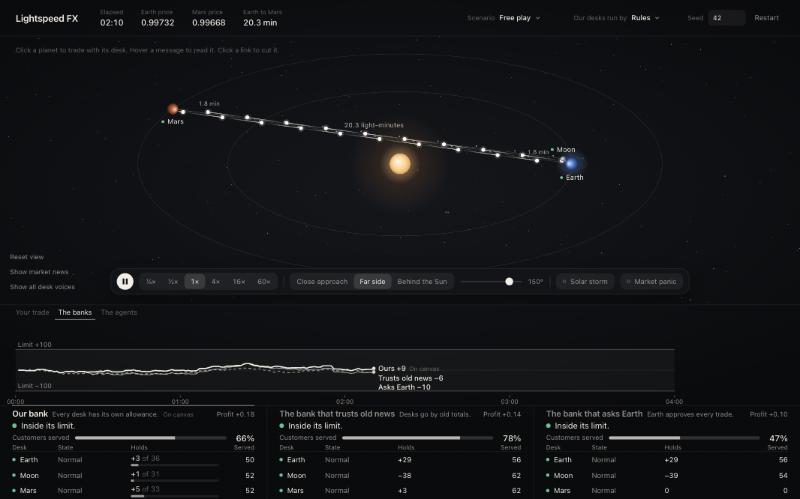 Lightspeed FX
Elapsed Earth price Mars price Earth to Mars
02:10 0.99732 0.99668 20.3 min
Scenario Free play Our desks run by Rules Seed 42 Restart
Click a planet to trade with its desk. Hover a message to read it. Click a link to cut it.
1.8 min
Mars
20.3 light-minutes
1.8 min
Moon
Earth
Reset view
Show market news
Show all desk voices
¼× ½× 1× 4× 16× 60× Close approach Far side Behind the Sun 150° Solar storm Market panic
Your trade The banks The agents
Limit +100
Ours +9 On canvas
Trusts old news −6
Asks Earth −10
Limit −100
00:00 01:00 02:00 03:00 04:00
Our bank Every desk has its own allowance. On canvas Profit +0.18
Inside its limit.
Customers served 66%
Desk State Holds Served
Earth Normal +3 of 36 50
Moon Normal +1 of 31 52
Mars Normal +5 of 33 52
The bank that trusts old news Desks go by old totals. Profit +0.14
Inside its limit.
Customers served 78%
Desk State Holds Served
Earth Normal +29 56
Moon Normal −38 62
Mars Normal +3 62
The bank that asks Earth Earth approves every trade. Profit +0.10
Inside its limit.
Customers served 47%
Desk State Holds Served
Earth Normal +29 56
Moon Normal −39 54
Mars Normal 0 0